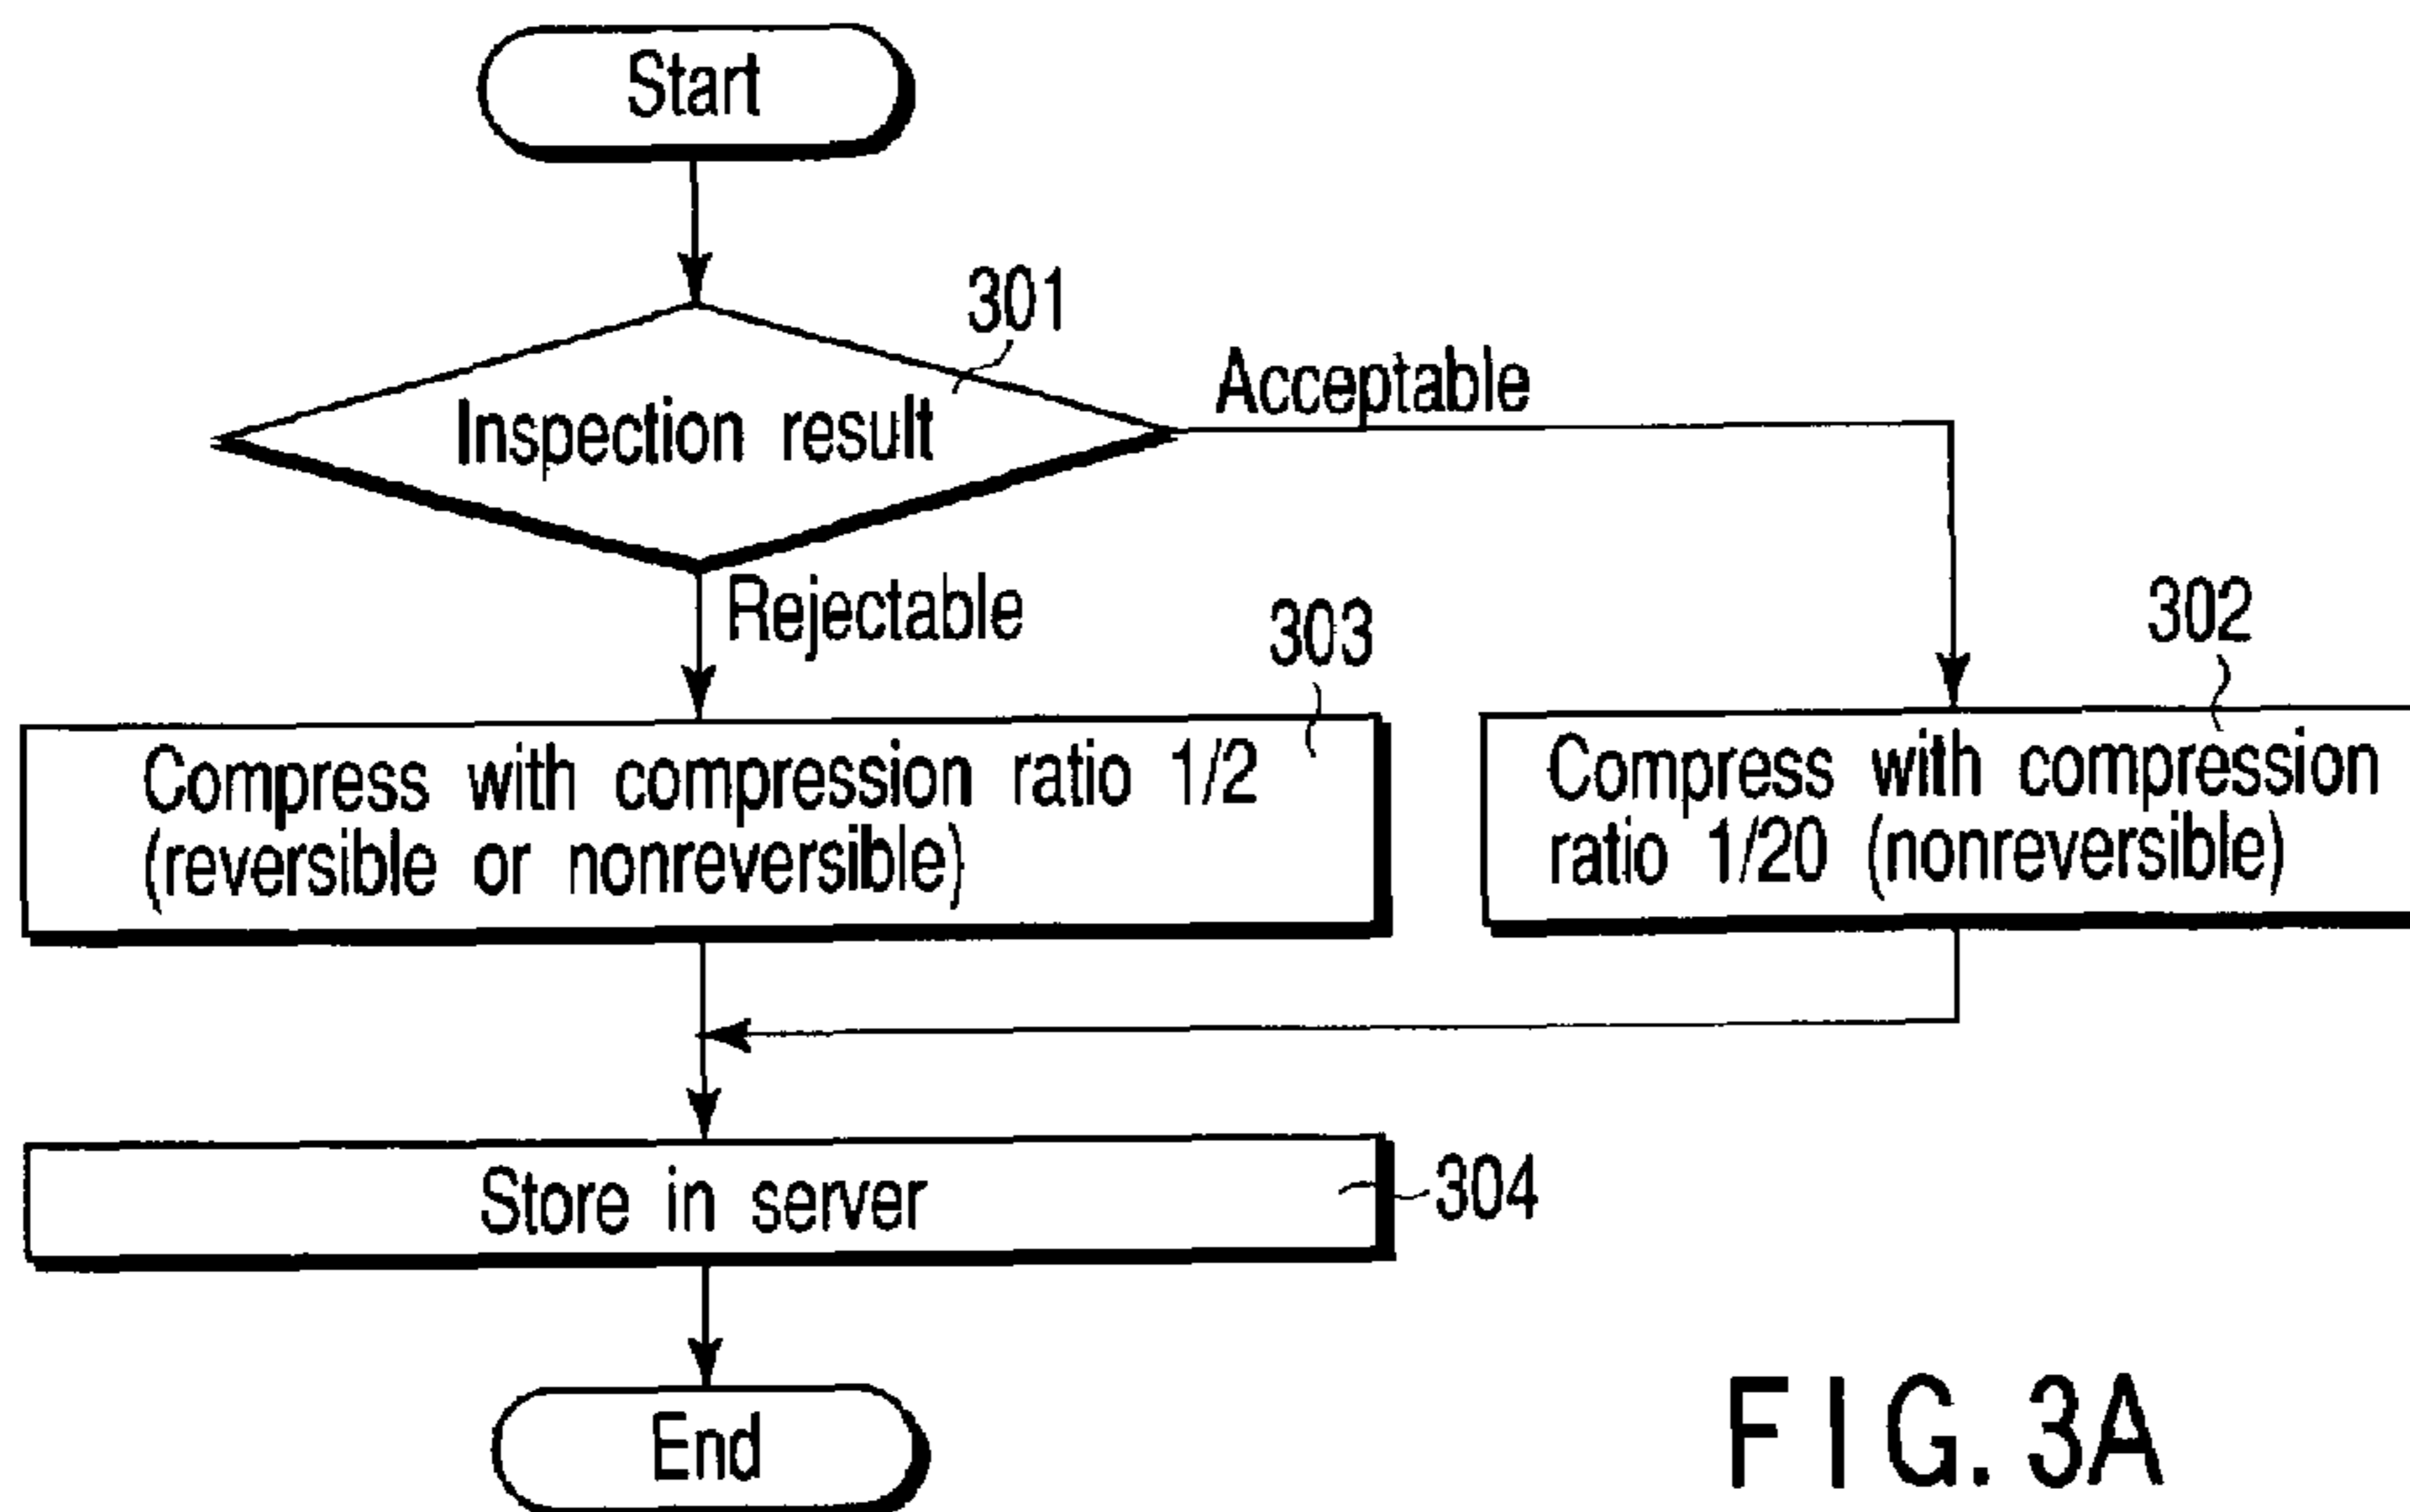 Start
301
Inspection result
Acceptable
Rejectable
303
302
Compress with compression ratio 1/2
(reversible or nonreversible)
Compress with compression
ratio 1/20 (nonreversible)
Store in server
304
End
FIG. 3A